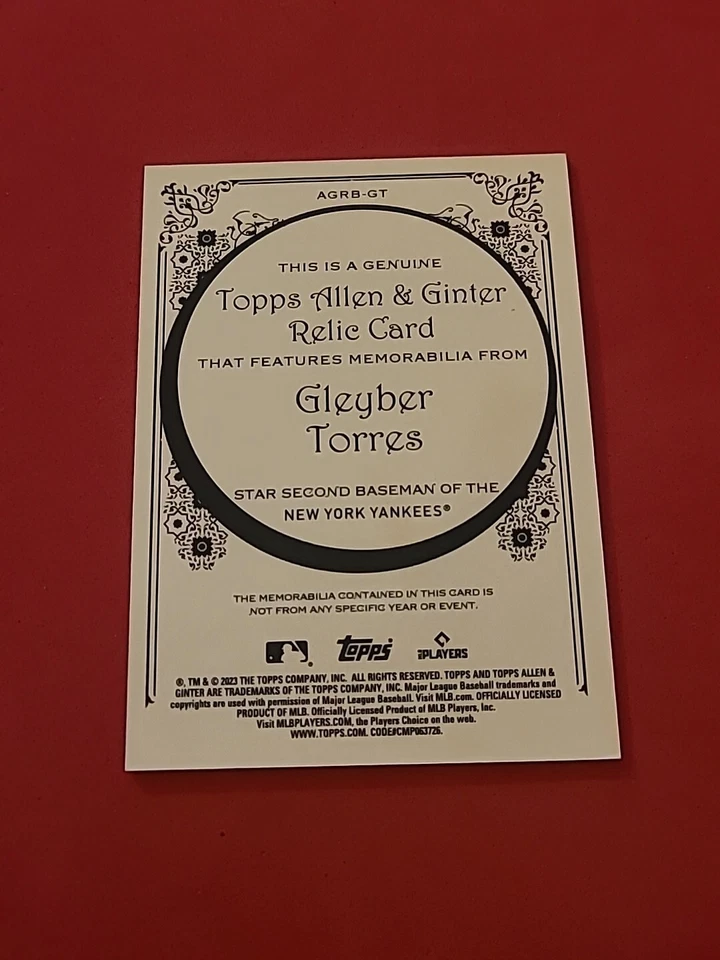 AGRB-GT
THIS IS A GENUINE
Topps Allen & Ginter
Relic Card
THAT FEATURES MEMORABILIA FROM
Gleyber
Torres
STAR SECOND BASEMAN OF THE
NEW YORK YANKEES®
THE MEMORABILIA CONTAINED IN THIS CARD IS
NOT FROM ANY SPECIFIC YEAR OR EVENT.
topps PLAYERS
®, TM & © 2023 THE TOPPS COMPANY, INC. ALL RIGHTS RESERVED. TOPPS AND TOPPS ALLEN &
GINTER ARE TRADEMARKS OF THE TOPPS COMPANY, INC. Major League Baseball trademarks and
copyrights are used with permission of Major League Baseball. Visit MLB.com. OFFICIALLY LICENSED
PRODUCT OF MLB. Officially Licensed Product of MLB Players, Inc.
Visit MLBPLAYERS.COM, the Players Choice on the web.
WWW.TOPPS.COM. CODE#CMP063726.